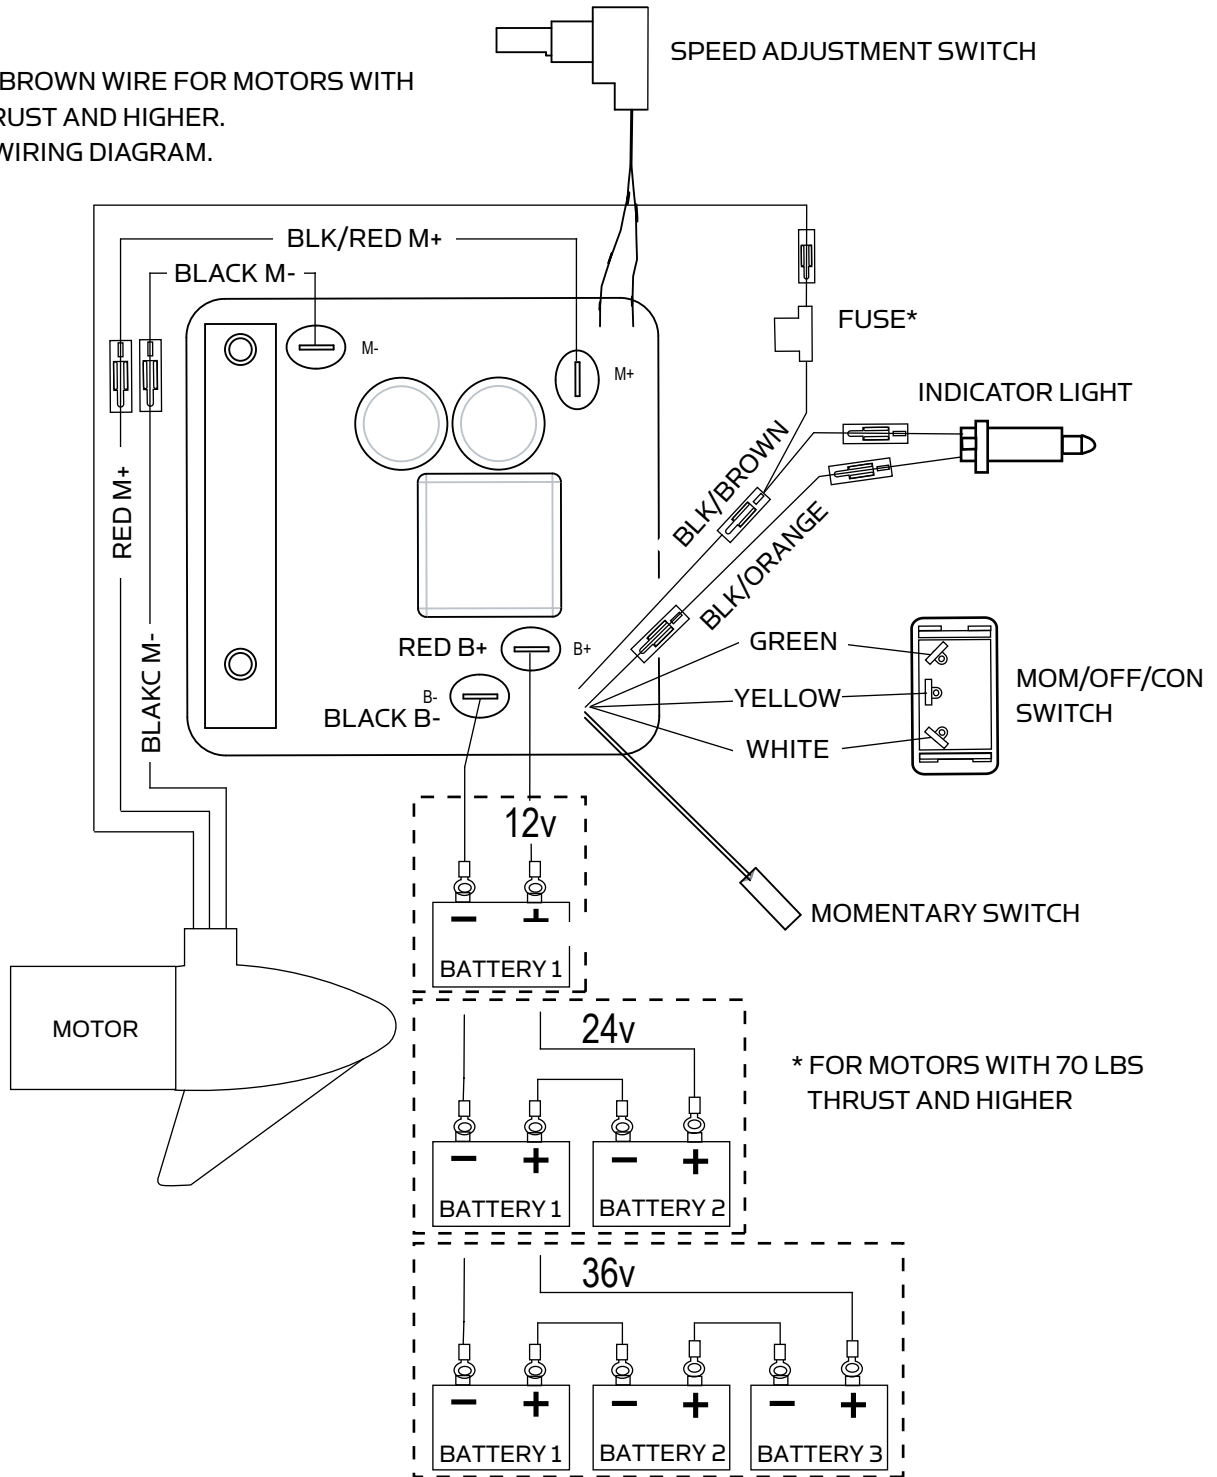 SPEED ADJUSTMENT SWITCH
BROWN WIRE FOR MOTORS WITH
RUST AND HIGHER.
WIRING DIAGRAM.
BLK/RED M+
BLACK M-
FUSE*
M-
M+
INDICATOR LIGHT
BLK/BROWN
RED M+
BLK/ORANGE
BLAKC M-
GREEN
RED B+
B+
YELLOW
MOM/OFF/CON
SWITCH
B-
BLACK B-
WHITE
12v
MOMENTARY SWITCH
− +
BATTERY 1
MOTOR
24v
* FOR MOTORS WITH 70 LBS
THRUST AND HIGHER
− + − +
BATTERY 1 BATTERY 2
36v
− + − + − +
BATTERY 1 BATTERY 2 BATTERY 3